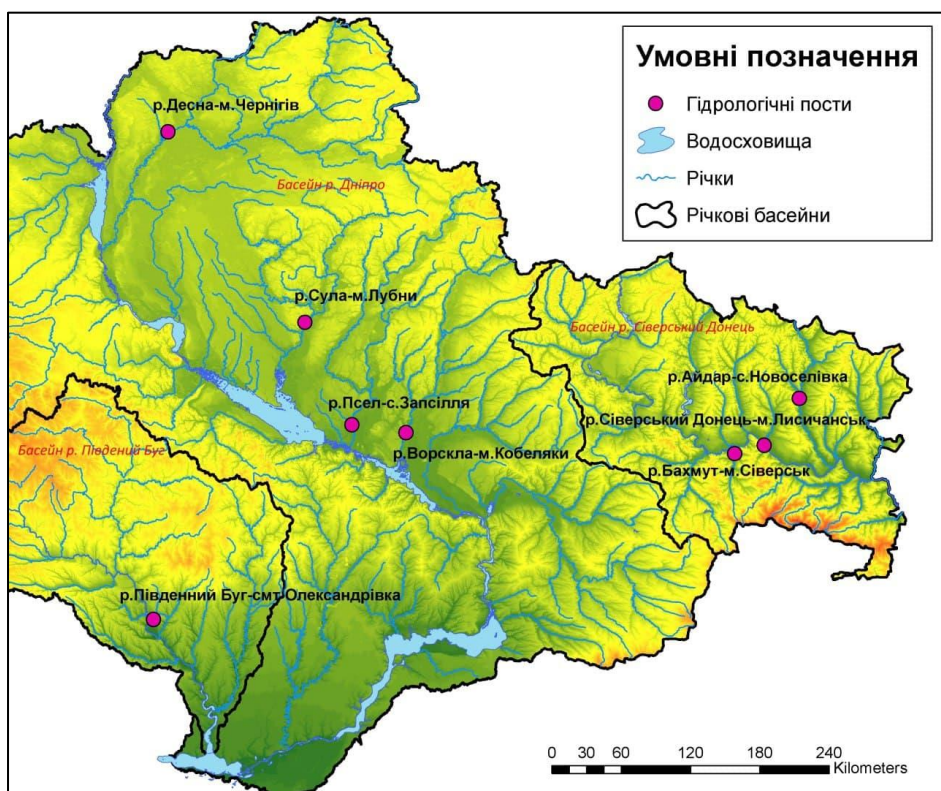 Умовні позначення
Гідрологічні пости
Водосховища
Річки
Річкові басейни
р.Десна-м.Чернігів
Басейн р. Дніпро
р.Сула-м.Лубни
Басейн р. Сіверський Донець
р.Айдар-с.Новоселівка
р.Псел-с.Запсілля
р.Сіверський Донець-м.Лисичанськ
р.Ворскла-м.Кобеляки
Басейн р. Південий Буг
р.Бахмут-м.Сіверськ
р.Південний Буг-смт.Олександрівка
0 30 60 120 180 240
Kilometers